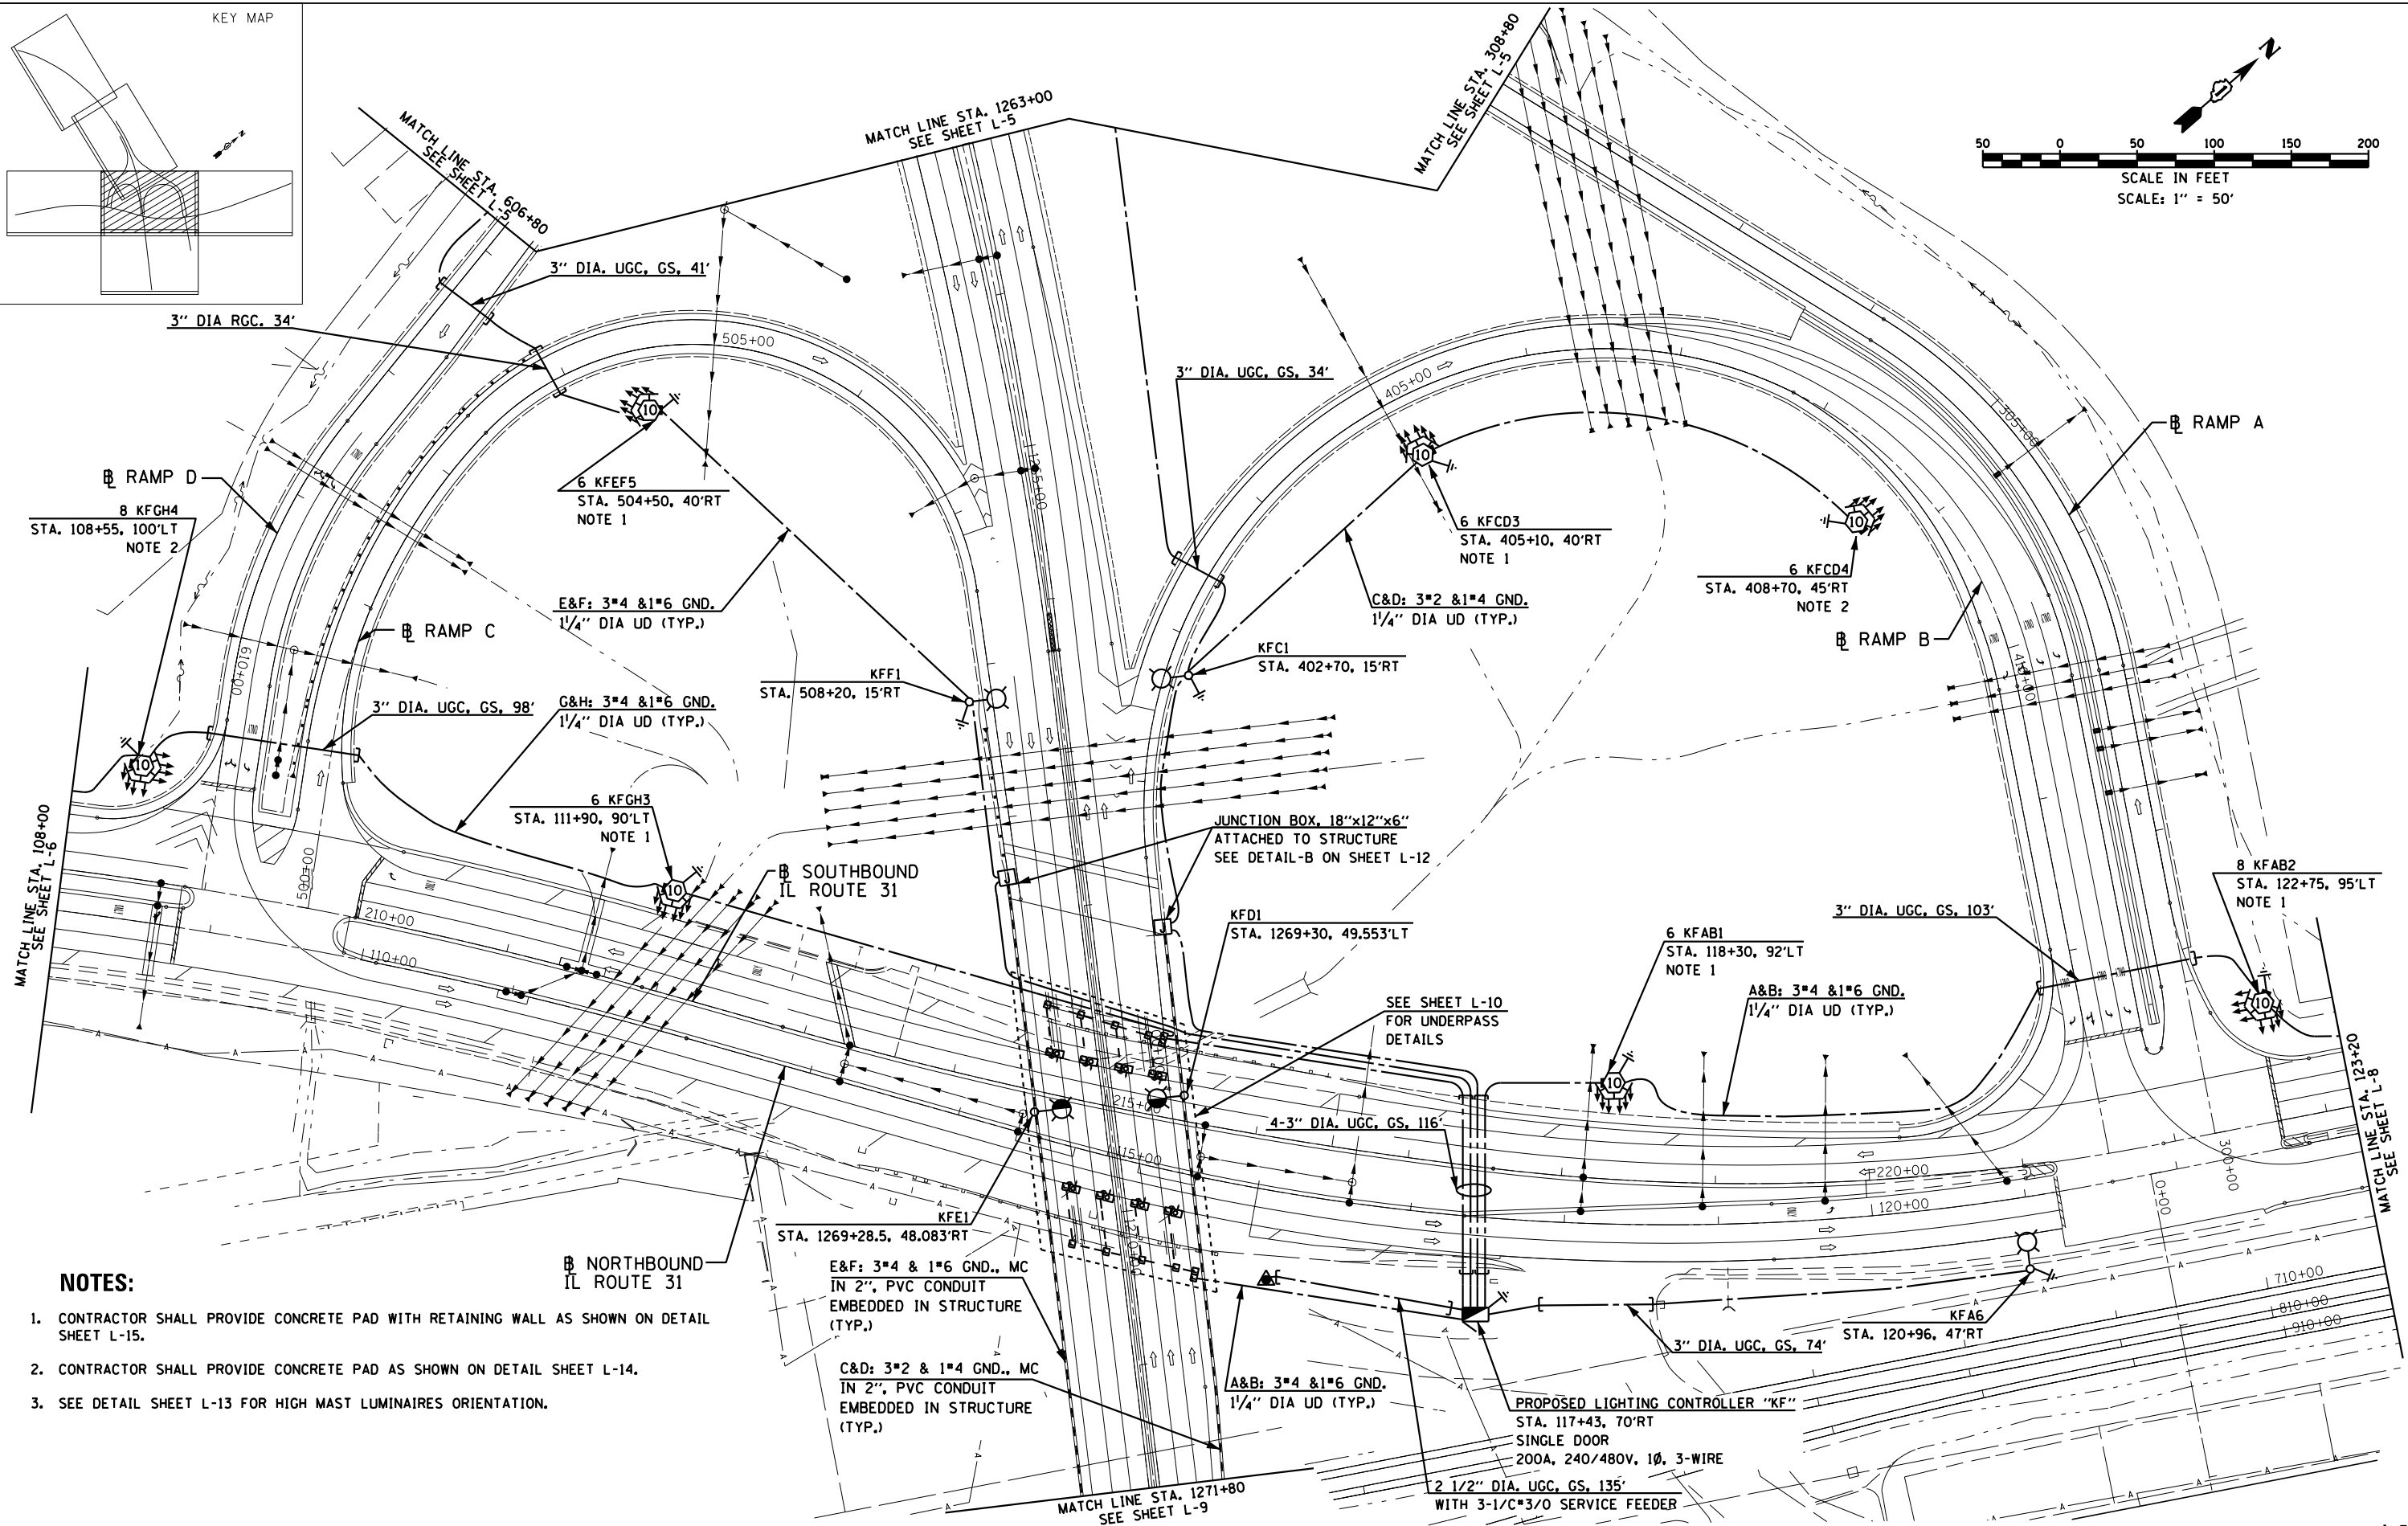 KEY MAP
MATCH LINE STA. 606+80
SEE SHEET L-5
MATCH LINE STA. 1263+00
SEE SHEET L-5
MATCH LINE STA. 308+80
SEE SHEET L-5
N
50 0 50 100 150 200
SCALE IN FEET
SCALE: 1" = 50'
3" DIA. UGC, GS, 41'
3" DIA RGC. 34'
505+00
3" DIA. UGC, GS, 34'
405+00
305+00
10
10
10
℄ RAMP A
℄ RAMP D
8 KFGH4
STA. 108+55, 100'LT
NOTE 2
6 KFEF5
STA. 504+50, 40'RT
NOTE 1
1265+00
6 KFCD3
STA. 405+10, 40'RT
NOTE 1
6 KFCD4
STA. 408+70, 45'RT
NOTE 2
E&F: 3#4 &1#6 GND.
1¼" DIA UD (TYP.)
C&D: 3#2 &1#4 GND.
1¼" DIA UD (TYP.)
℄ RAMP C
℄ RAMP B
KFC1
STA. 402+70, 15'RT
KFF1
STA. 508+20, 15'RT
610+00
410+00
3" DIA. UGC, GS, 98'
G&H: 3#4 &1#6 GND.
1¼" DIA UD (TYP.)
10
6 KFGH3
STA. 111+90, 90'LT
NOTE 1
10
JUNCTION BOX, 18"x12"x6"
ATTACHED TO STRUCTURE
SEE DETAIL-B ON SHEET L-12
MATCH LINE STA. 108+00
SEE SHEET L-6
500+00
℄ SOUTHBOUND
IL ROUTE 31
8 KFAB2
STA. 122+75, 95'LT
NOTE 1
210+00
110+00
KFD1
STA. 1269+30, 49.553'LT
3" DIA. UGC, GS, 103'
6 KFAB1
STA. 118+30, 92'LT
NOTE 1
A&B: 3#4 &1#6 GND.
1¼" DIA UD (TYP.)
10
10
SEE SHEET L-10
FOR UNDERPASS
DETAILS
215+00
115+00
4-3" DIA. UGC, GS, 116'
220+00
120+00
300+00
0+00
MATCH LINE STA. 123+20
SEE SHEET L-8
KFE1
STA. 1269+28.5, 48.083'RT
℄ NORTHBOUND
IL ROUTE 31
E&F: 3#4 & 1#6 GND., MC
IN 2", PVC CONDUIT
EMBEDDED IN STRUCTURE
(TYP.)
1270+00
KFA6
STA. 120+96, 47'RT
710+00
810+00
910+00
3" DIA. UGC, GS, 74'
C&D: 3#2 & 1#4 GND., MC
IN 2", PVC CONDUIT
EMBEDDED IN STRUCTURE
(TYP.)
A&B: 3#4 &1#6 GND.
1¼" DIA UD (TYP.)
PROPOSED LIGHTING CONTROLLER "KF"
STA. 117+43, 70'RT
SINGLE DOOR
200A, 240/480V, 1Ø, 3-WIRE
2 1/2" DIA. UGC, GS, 135'
WITH 3-1/C#3/0 SERVICE FEEDER
MATCH LINE STA. 1271+80
SEE SHEET L-9
NOTES:
1. CONTRACTOR SHALL PROVIDE CONCRETE PAD WITH RETAINING WALL AS SHOWN ON DETAIL
SHEET L-15.
2. CONTRACTOR SHALL PROVIDE CONCRETE PAD AS SHOWN ON DETAIL SHEET L-14.
3. SEE DETAIL SHEET L-13 FOR HIGH MAST LUMINAIRES ORIENTATION.